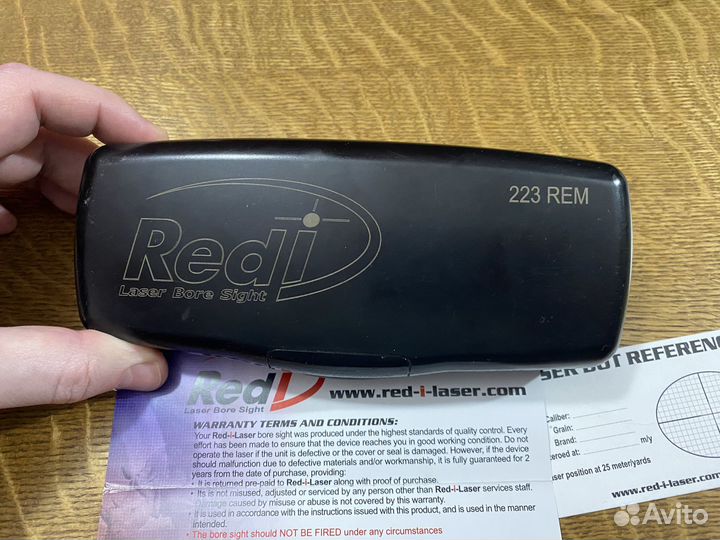 223 REM
Redi
Laser Bore Sight
Redi
Laser Bore Sight
www.red-i-laser.com
WARRANTY TERMS AND CONDITIONS:
Your Red-i-Laser bore sight was produced under the highest standards of quality control. Every
effort has been made to ensure that the device reaches you in good working condition. Do not
operate the laser if the unit is defective or the cover or seal is damaged. However, if the device
should malfunction due to defective materials and/or workmanship, it is fully guaranteed for 2
years from the date of purchase, providing:
• It is returned pre-paid to Red-i-Laser along with proof of purchase.
• Its is not misused, adjusted or serviced by any person other than Red-i-Laser services staff.
Damage caused by misuse or abuse is not covered by this warranty.
• It is used in accordance with the instructions issued with this product, and is used in the manner
intended.
• The bore sight should NOT BE FIRED under any circumstances
SER DOT REFERENC
Caliber:
Grain:
Brand: m/y
zeroed at:
aser position at 25 meter/yards
www.red-i-laser.
Avito